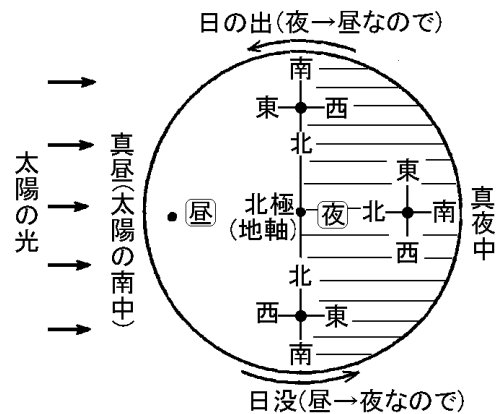 日の出(夜→昼なので)
南
東
西
北
太陽の光
真昼(太陽の南中)
昼
北極
(地軸)
夜
東
北
南
西
真夜中
北
西
東
南
日没(昼→夜なので)